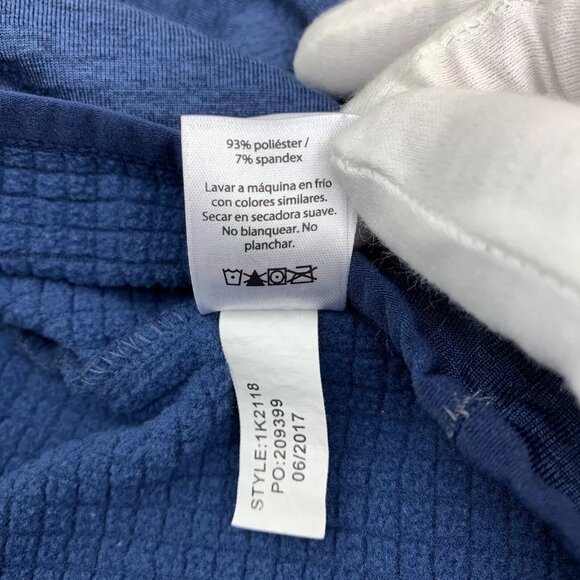 93% poliéster /
7% spandex
Lavar a máquina en frío
con colores similares.
Secar en secadora suave.
No blanquear. No
planchar.
STYLE:1K2118
PO:209399
06/2017